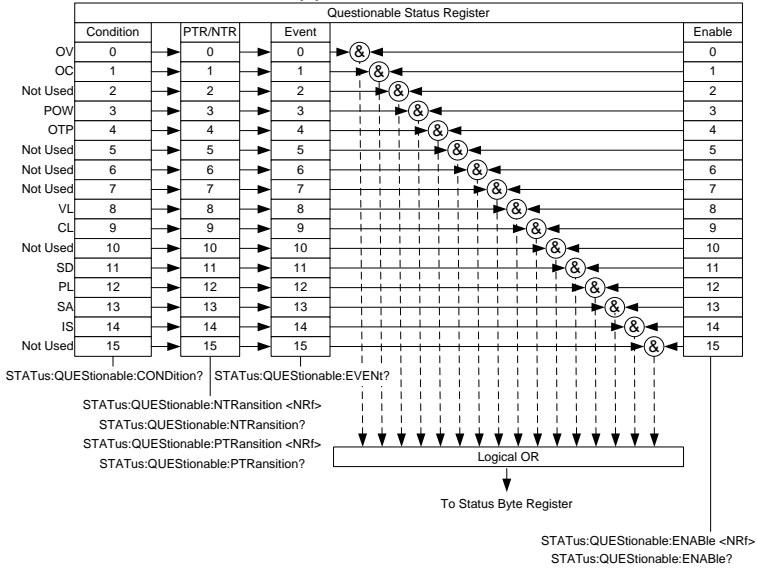 Questionable Status Register
Condition PTR/NTR Event Enable
OV 0 0 0 & 0
OC 1 1 1 & 1
Not Used 2 2 2 & 2
POW 3 3 3 & 3
OTP 4 4 4 & 4
Not Used 5 5 5 & 5
Not Used 6 6 6 & 6
Not Used 7 7 7 & 7
VL 8 8 8 & 8
CL 9 9 9 & 9
Not Used 10 10 10 & 10
SD 11 11 11 & 11
PL 12 12 12 & 12
SA 13 13 13 & 13
IS 14 14 14 & 14
Not Used 15 15 15 & 15
STATus:QUEStionable:CONDition? STATus:QUEStionable:EVENt?
STATus:QUEStionable:NTRansition <NRf>
STATus:QUEStionable:NTRansition?
STATus:QUEStionable:PTRansition <NRf>
STATus:QUEStionable:PTRansition?
Logical OR
To Status Byte Register
STATus:QUEStionable:ENABle <NRf>
STATus:QUEStionable:ENABle?